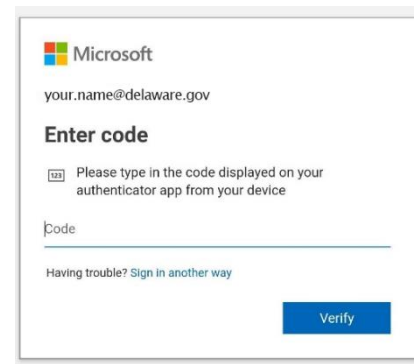 Microsoft
your.name@delaware.gov
Enter code
123 Please type in the code displayed on your
authenticator app from your device
Code
Having trouble? Sign in another way
Verify